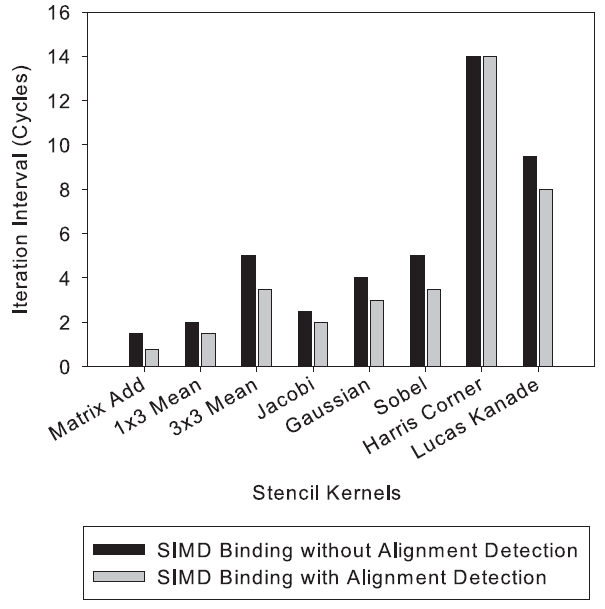 16
14
12
10
8
6
4
2
0
Iteration Interval (Cycles)
Matrix Add
1x3 Mean
3x3 Mean
Jacobi
Gaussian
Sobel
Harris Corner
Lucas Kanade
Stencil Kernels
SIMD Binding without Alignment Detection
SIMD Binding with Alignment Detection